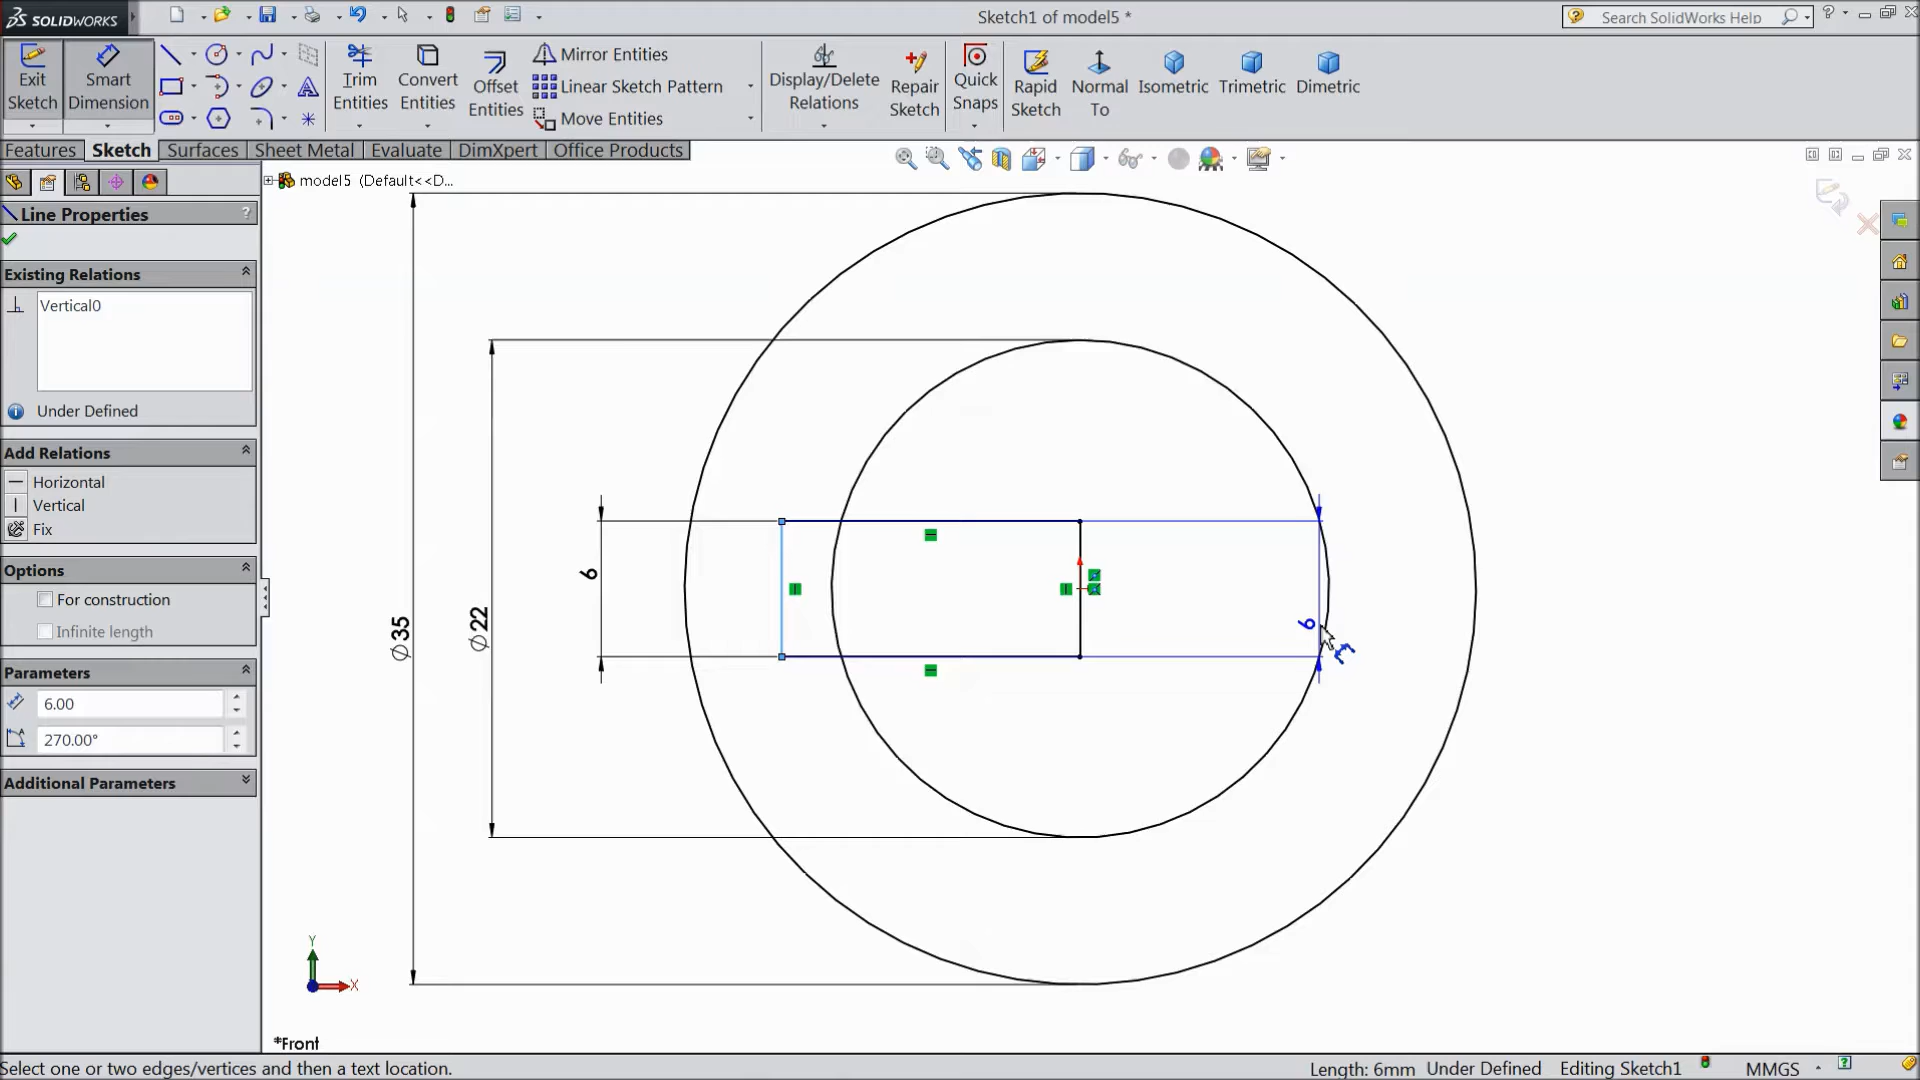 SOLIDWORKS
Sketch1 of model5 *
Search SolidWorks Help
Exit Sketch
Smart Dimension
Trim Entities
Convert Entities
Offset Entities
Mirror Entities
Linear Sketch Pattern
Move Entities
Display/Delete Relations
Repair Sketch
Quick Snaps
Rapid Sketch
Normal To
Isometric
Trimetric
Dimetric
Features
Sketch
Surfaces
Sheet Metal
Evaluate
DimXpert
Office Products
model5 (Default<<D...
Line Properties
?
Existing Relations
Vertical0
Under Defined
Add Relations
Horizontal
Vertical
Fix
Options
For construction
Infinite length
Parameters
6.00
270.00°
Additional Parameters
∅35
∅22
6
6
Y
X
*Front
Select one or two edges/vertices and then a text location.
Length: 6mm
Under Defined
Editing Sketch1
MMGS